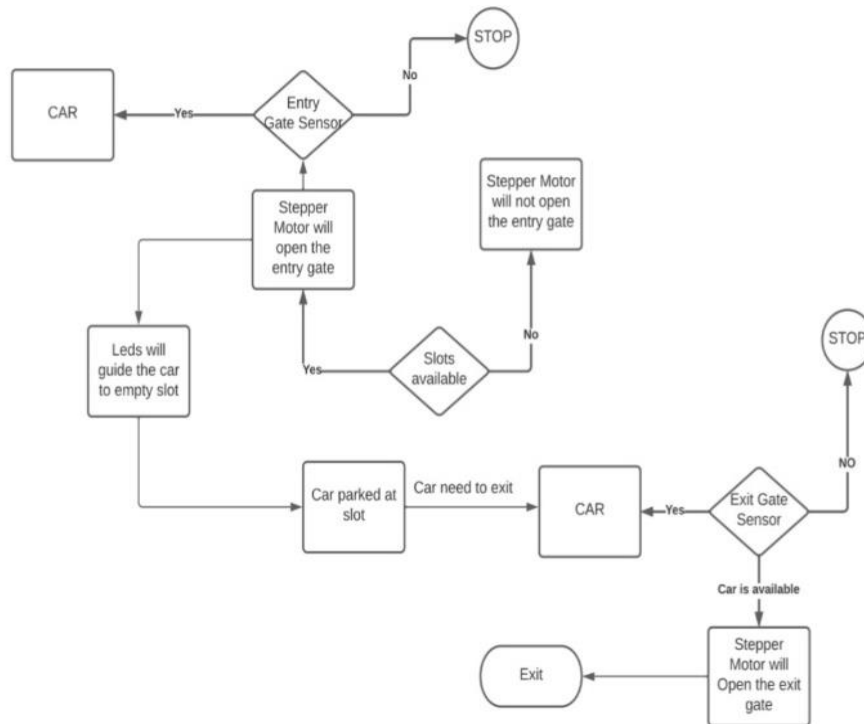 STOP
No
CAR
Yes
Entry
Gate Sensor
Stepper Motor
will not open
the entry gate
Stepper
Motor will
open the
entry gate
No
STOP
Leds will
guide the car
to empty slot
Yes
Slots
available
NO
Car parked at
slot
Car need to exit
CAR
Yes
Exit Gate
Sensor
Car is available
Stepper
Motor will
Open the exit
gate
Exit